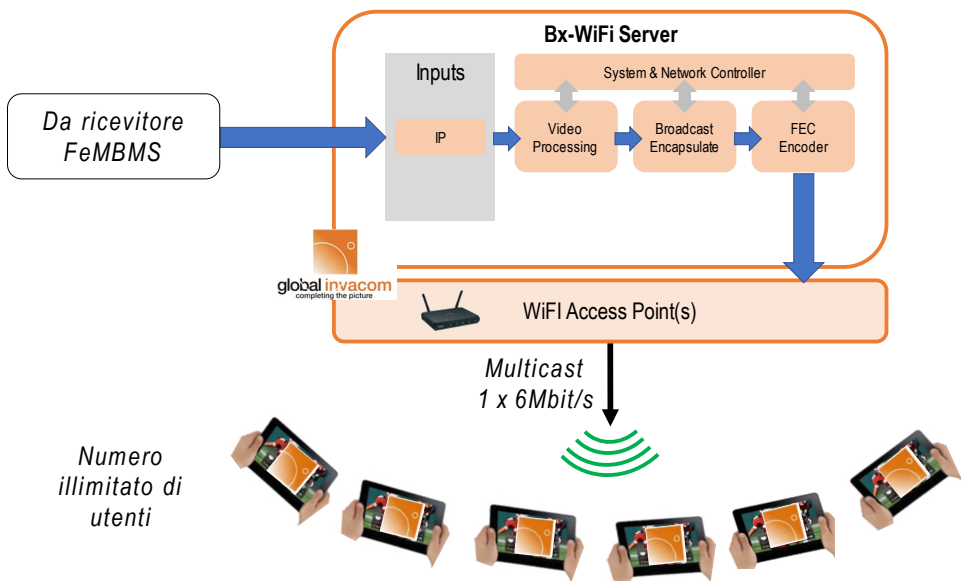 Bx-WiFi Server
Inputs
System & Network Controller
Da ricevitore
FeMBMS
IP
Video
Processing
Broadcast
Encapsulate
FEC
Encoder
global invacom
completing the picture
WiFI Access Point(s)
Multicast
1 x 6Mbit/s
Numero
illimitato di
utenti